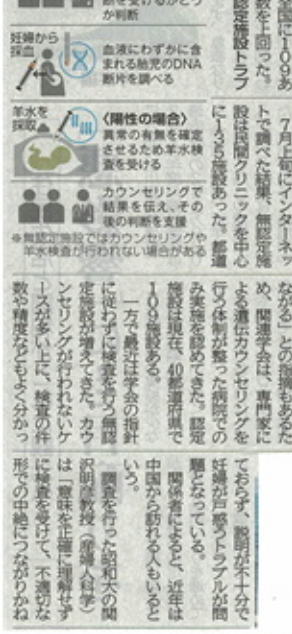 断を受けるかどう
か判断
妊婦から
採血
血液にわずかに含
まれる胎児のDNA
断片を調べる
羊水を
採取
〈陽性の場合〉
異常の有無を確定
させるため羊水検
査を受ける
カウンセリングで
結果を伝え、その
後の判断を支援
※無認定施設ではカウンセリングや
羊水検査が行われない場合がある
全国に109あ
数を上回った。
認定施設トラブ
7月上旬にインターネッ
トで調べた結果、無認定施
設は民間クリニックを中心
に135施設あった。都道
ながる」との指摘もあるた
め、関連学会は、専門家に
よる遺伝カウンセリングを
行う体制が整った病院での
み実施を認めてきた。認定
施設は現在、40都道府県で
109施設ある。
一方で最近は学会の指針
に従わずに検査を行う無認
定施設が増えてきた。カウ
ンセリングが行われないケ
ースが多い上に、検査の件
数や精度などもよく分かっ
ておらず、説明が不十分で
妊婦が戸惑うトラブルが問
題となっている。
関係者によると、近年は
中国から訪れる人もいると
いう。
調査を行った昭和大の関
沢明彦教授(産婦人科学)
は「意味を正確に理解せず
に検査を受けて、不適切な
形での中絶につながりかね